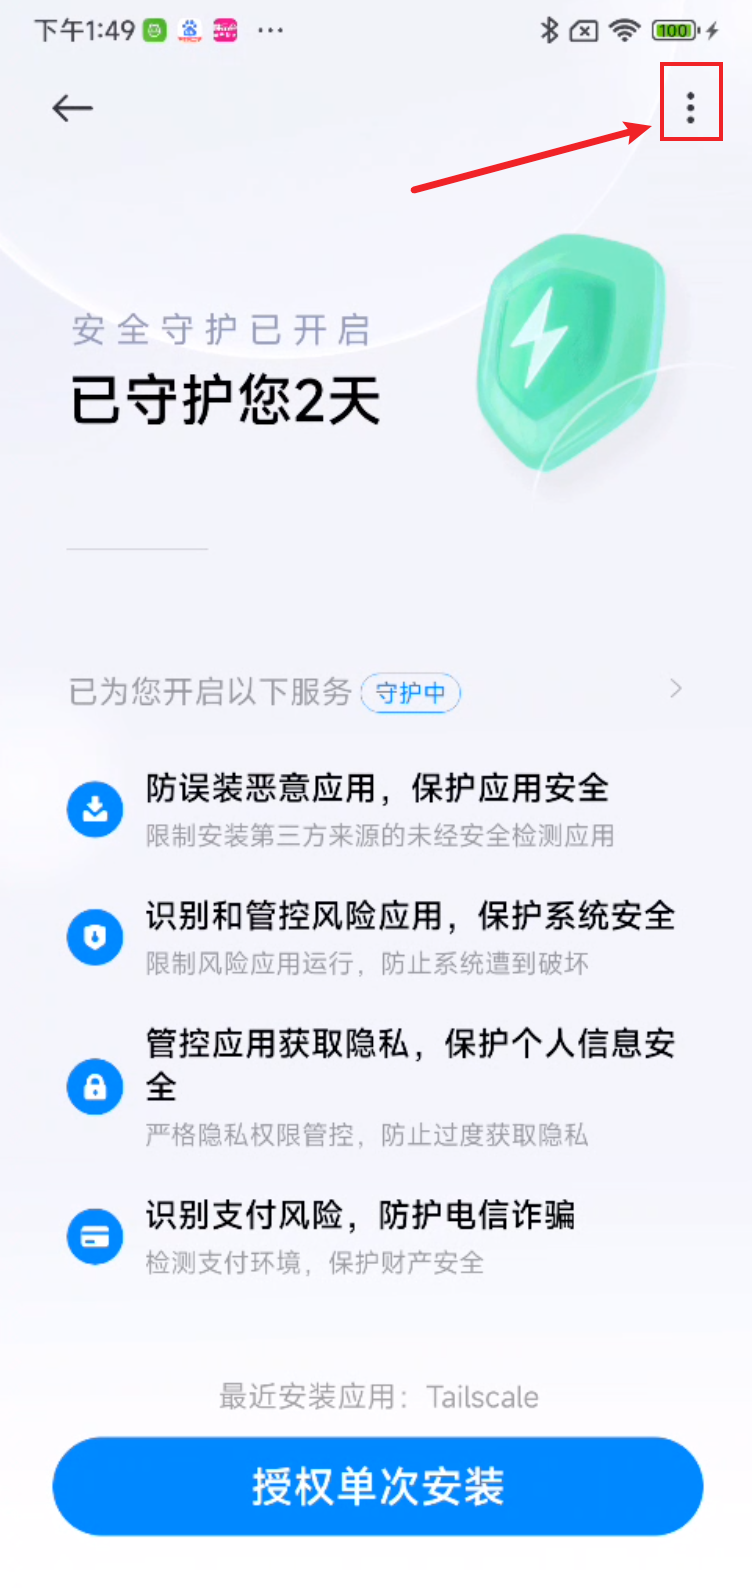 下午1:49
100
安全守护已开启
已守护您2天
已为您开启以下服务 守护中
防误装恶意应用，保护应用安全
限制安装第三方来源的未经安全检测应用
识别和管控风险应用，保护系统安全
限制风险应用运行，防止系统遭到破坏
管控应用获取隐私，保护个人信息安
全
严格隐私权限管控，防止过度获取隐私
识别支付风险，防护电信诈骗
检测支付环境，保护财产安全
最近安装应用：Tailscale
授权单次安装